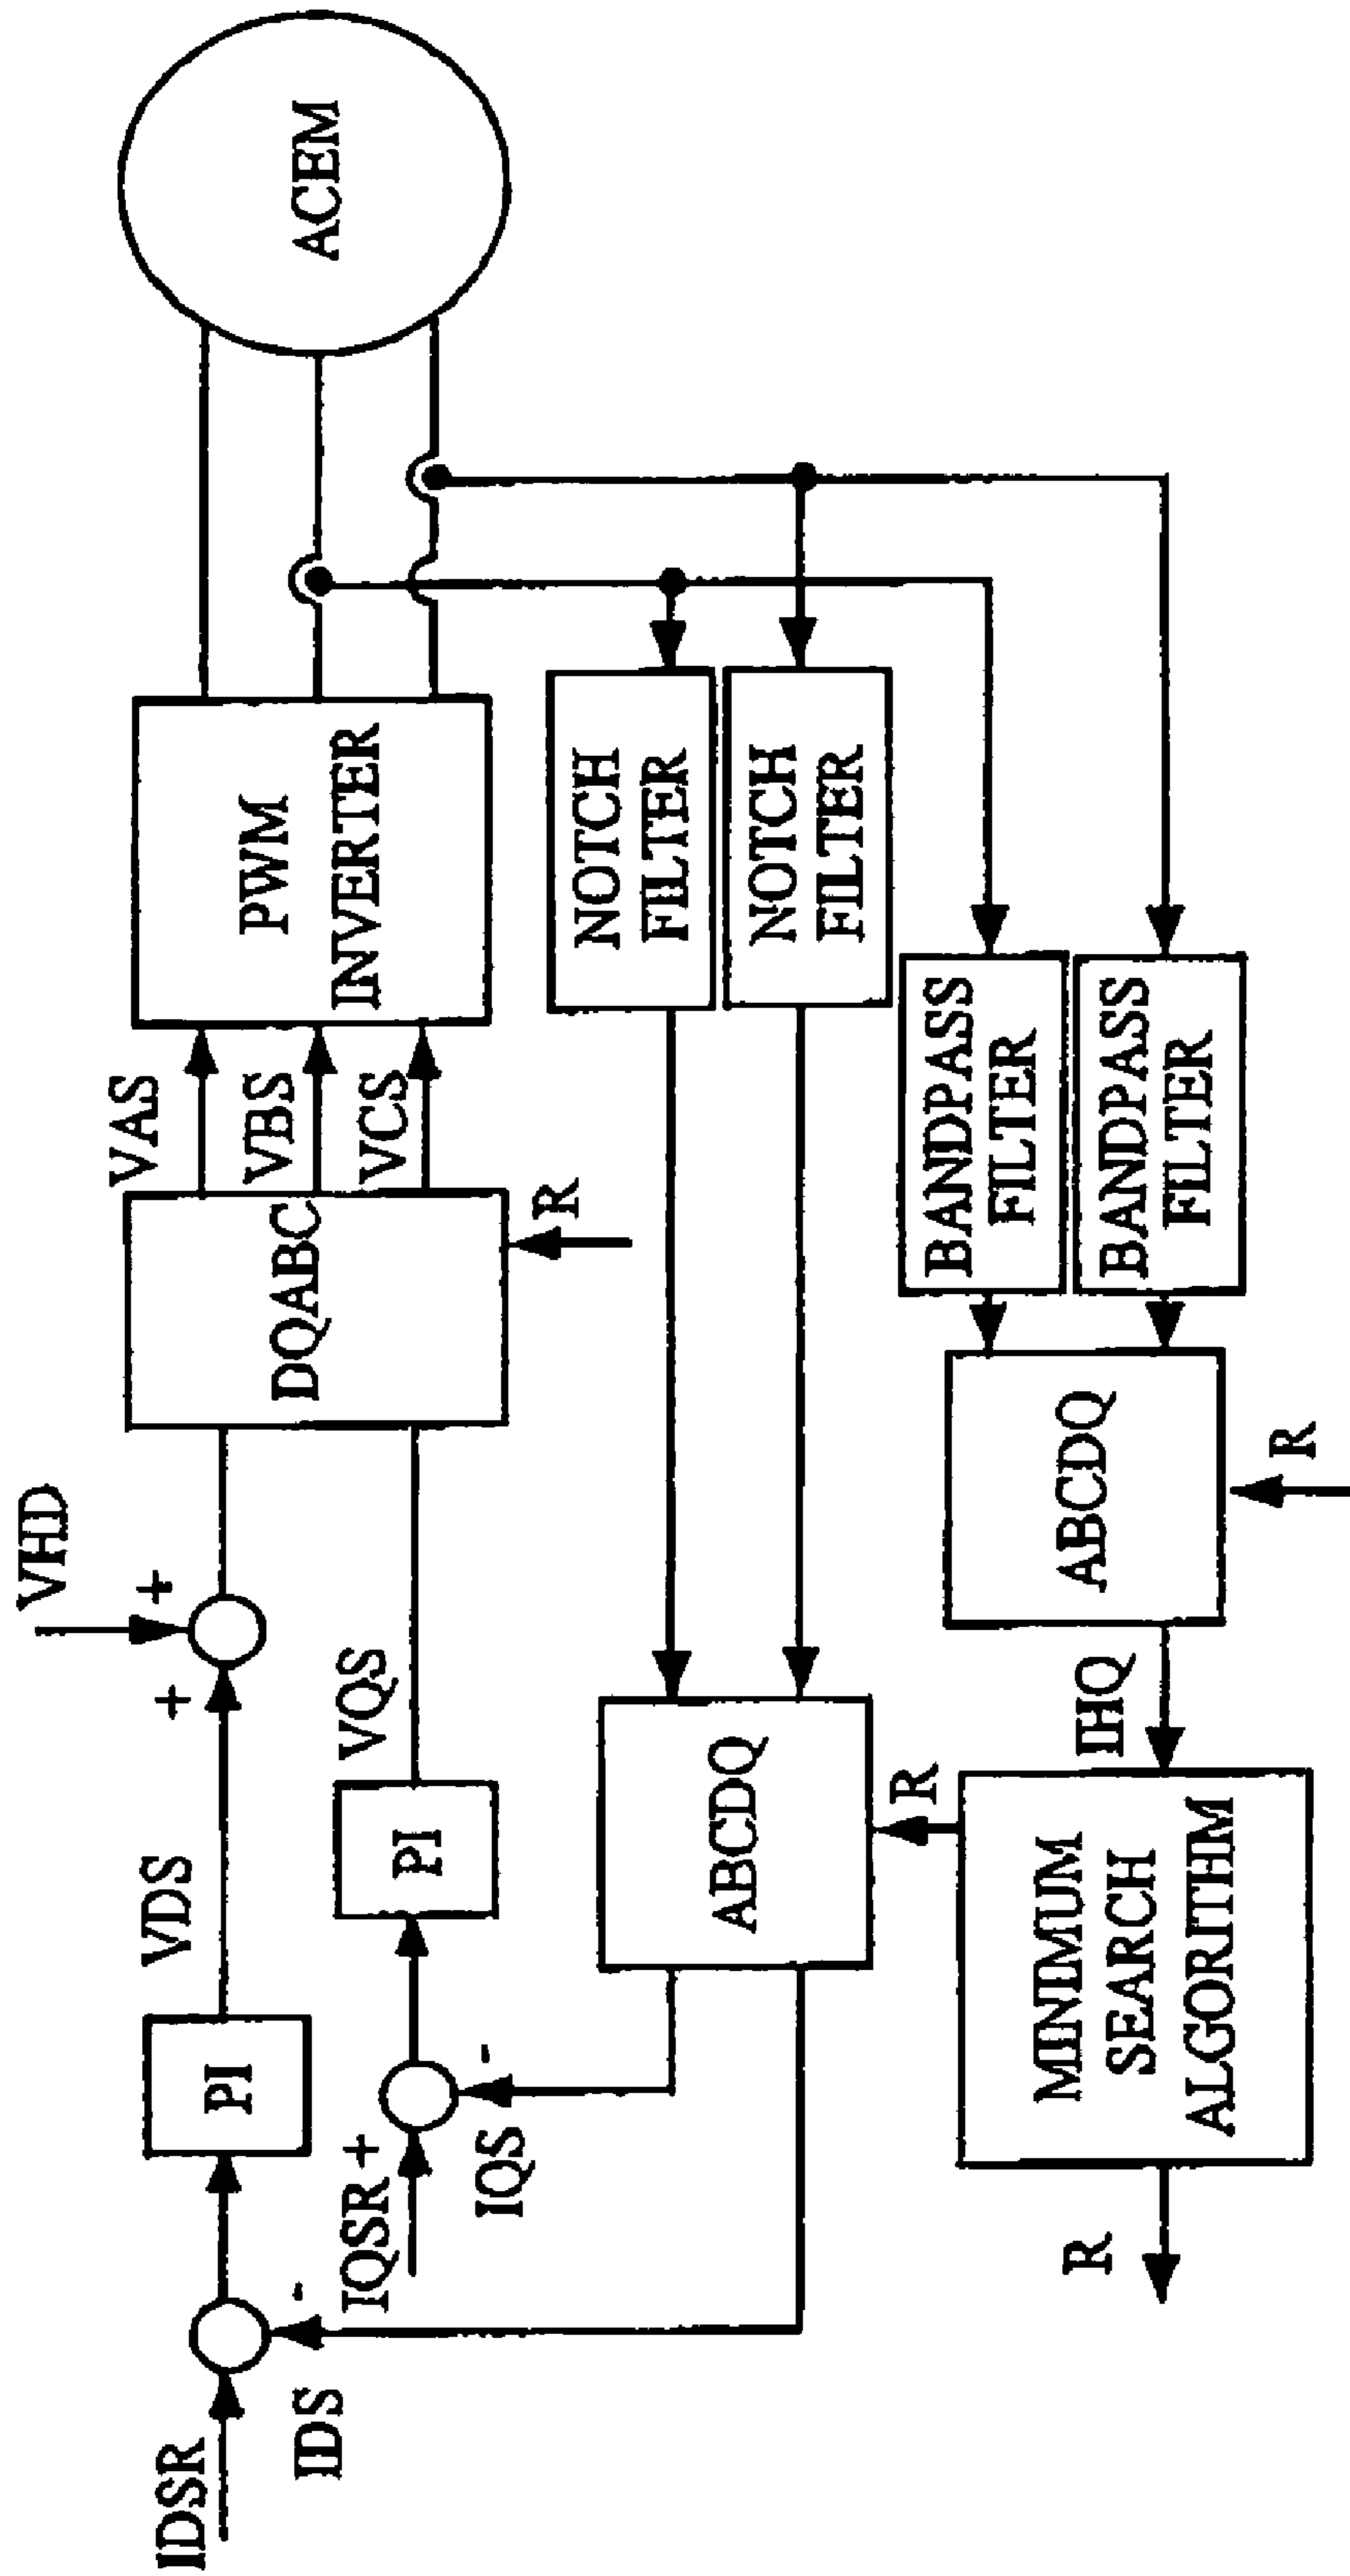 VHD
+
IDSR
-
IDS
PI
VDS
+
IQSR +
-
IQS
PI
VQS
DQABC
R
VAS
VBS
VCS
PWM
INVERTER
ACEM
NOTCH
FILTER
NOTCH
FILTER
ABCDQ
R
BANDPASS
FILTER
BANDPASS
FILTER
ABCDQ
R
IHQ
MINIMUM
SEARCH
ALGORITHM
R